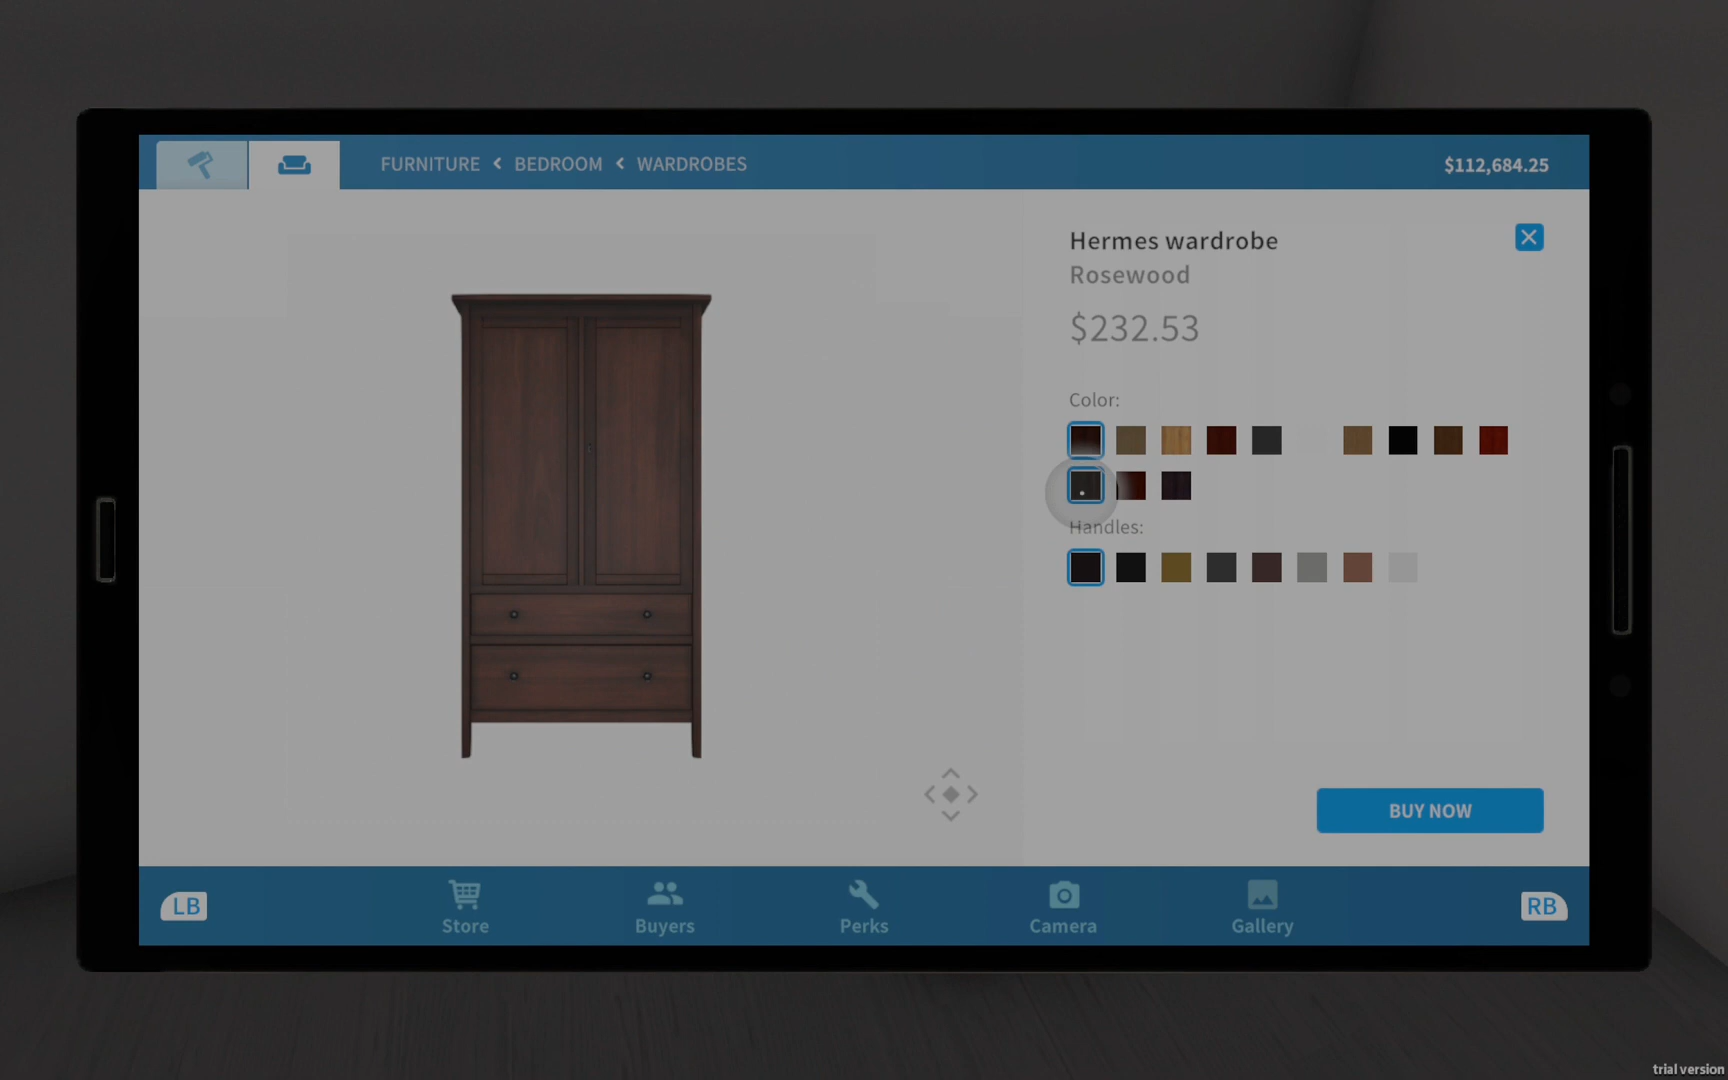 FURNITURE < BEDROOM < WARDROBES
$112,684.25
Hermes wardrobe
Rosewood
$232.53
Color:
Handles:
BUY NOW
LB
Store
Buyers
Perks
Camera
Gallery
RB
trial version